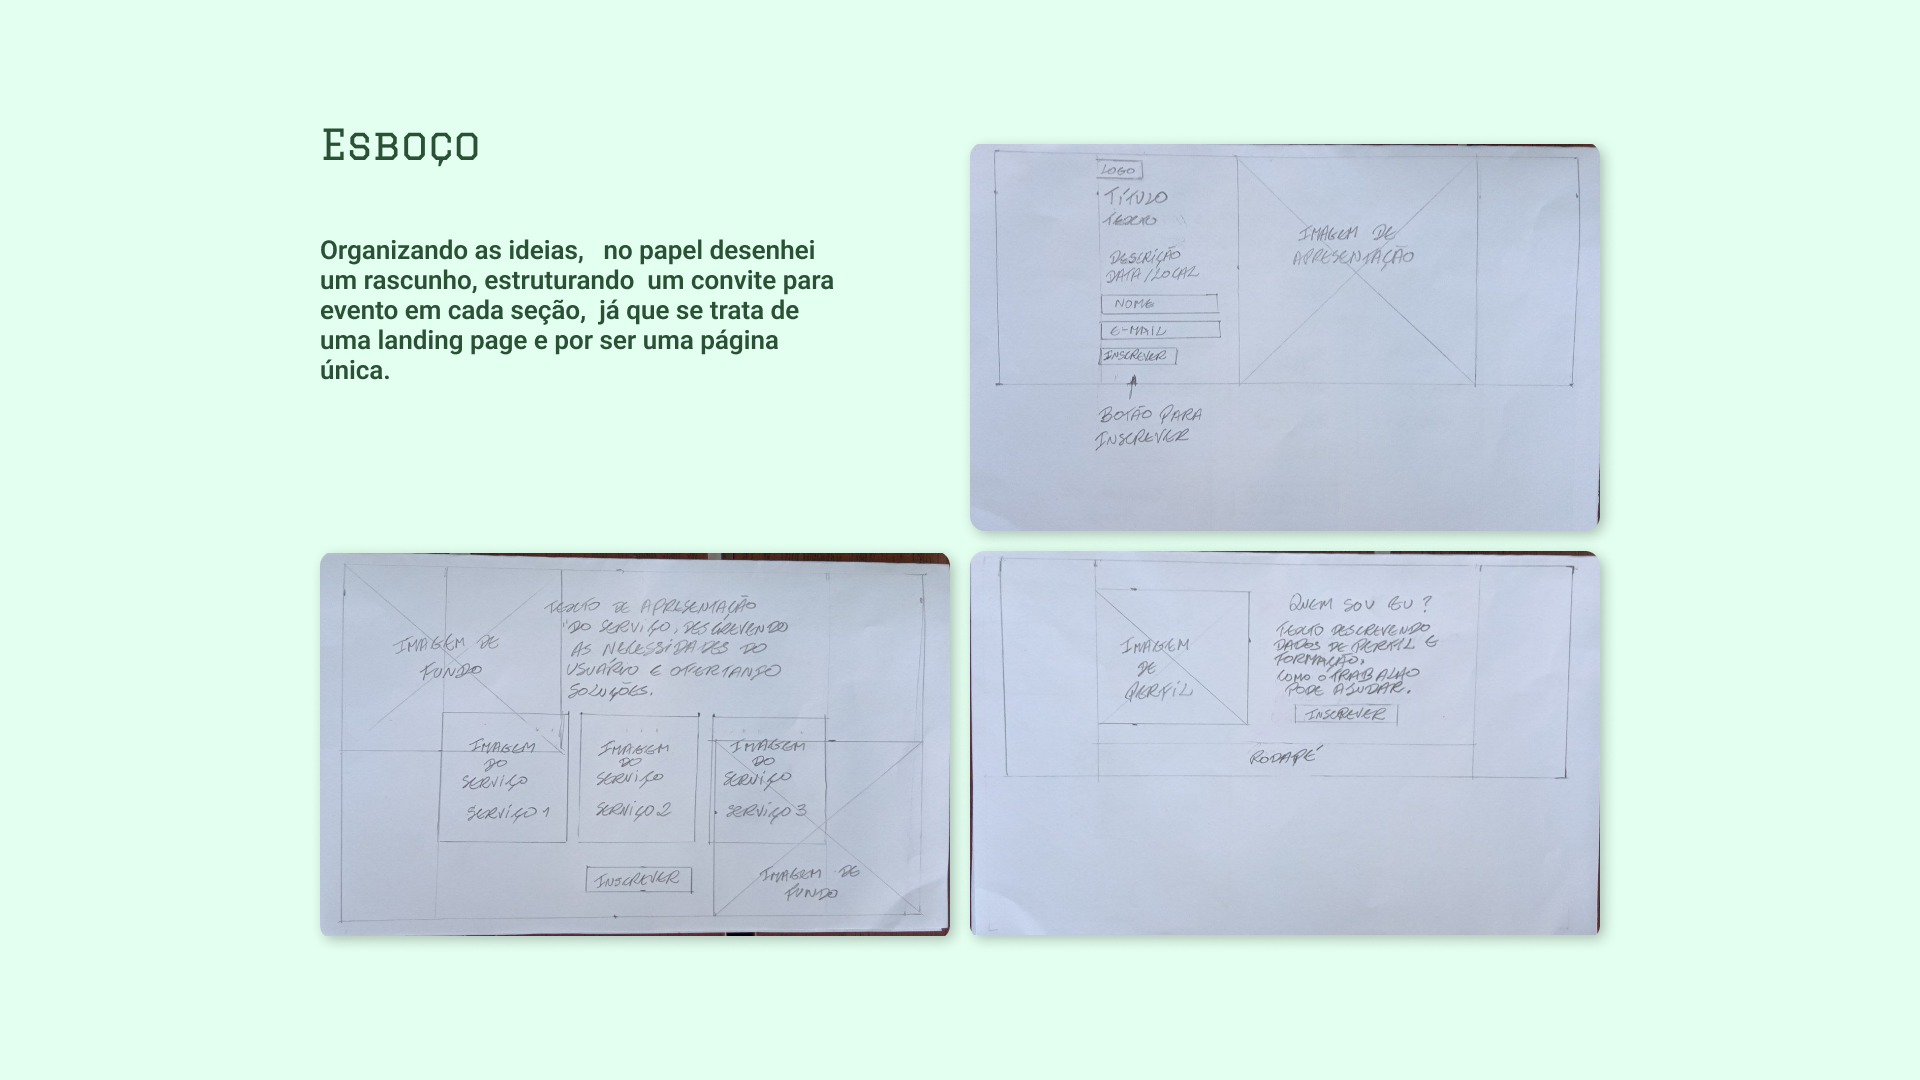 Esboço
Organizando as ideias, no papel desenhei
um rascunho, estruturando um convite para
evento em cada seção, já que se trata de
uma landing page e por ser uma página
única.
LOGO
TÍTULO
TEXTO
DESCRIÇÃO
DATA/LOCAL
NOME
E-MAIL
INSCREVER
BOTÃO PARA
INSCREVER
IMAGEM DE
APRESENTAÇÃO
IMAGEM DE
FUNDO
TEXTO DE APRESENTAÇÃO
DO SERVIÇO, DESCREVENDO
AS NECESSIDADES DO
USUÁRIO E OFERTANDO
SOLUÇÕES.
IMAGEM
DO
SERVIÇO
SERVIÇO 1
IMAGEM
DO
SERVIÇO
SERVIÇO 2
IMAGEM
DO
SERVIÇO
SERVIÇO 3
INSCREVER
IMAGEM DE
FUNDO
IMAGEM
DE
PERFIL
QUEM SOU EU?
TEXTO DESCREVENDO
DADOS DE PERFIL E
FORMAÇÃO,
COMO O TRABALHO
PODE AJUDAR.
INSCREVER
RODAPÉ